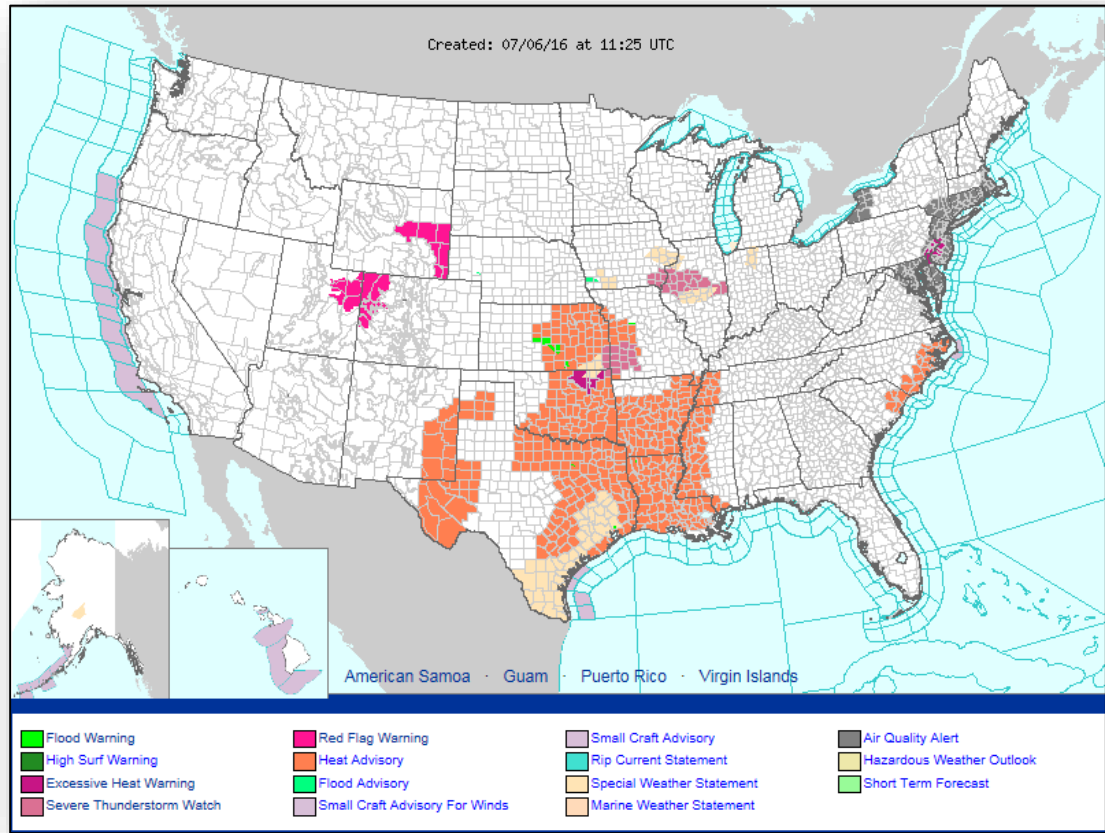 Created: 07/06/16 at 11:25 UTC
American Samoa · Guam · Puerto Rico · Virgin Islands
Flood Warning
High Surf Warning
Excessive Heat Warning
Severe Thunderstorm Watch
Red Flag Warning
Heat Advisory
Flood Advisory
Small Craft Advisory For Winds
Small Craft Advisory
Rip Current Statement
Special Weather Statement
Marine Weather Statement
Air Quality Alert
Hazardous Weather Outlook
Short Term Forecast